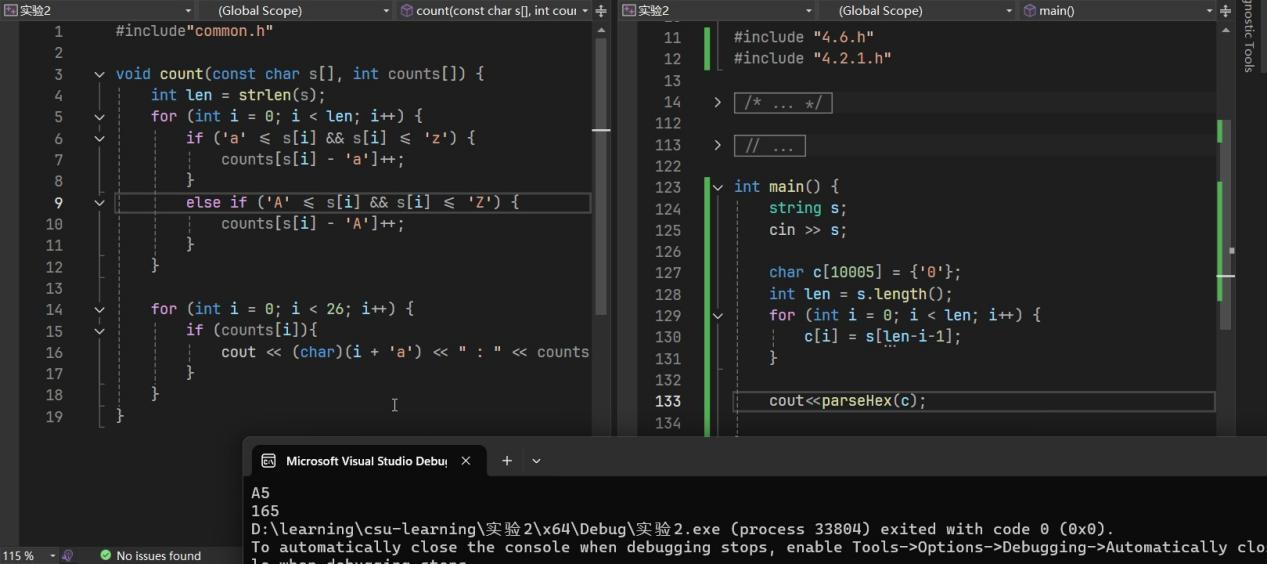 实验2
(Global Scope)
count(const char s[], int cour
1 #include"common.h"
2
3 void count(const char s[], int counts[]) {
4 int len = strlen(s);
5 for (int i = 0; i < len; i++) {
6 if ('a' <= s[i] && s[i] <= 'z') {
7 counts[s[i] - 'a']++;
8 }
9 else if ('A' <= s[i] && s[i] <= 'Z') {
10 counts[s[i] - 'A']++;
11 }
12 }
13
14 for (int i = 0; i < 26; i++) {
15 if (counts[i]){
16 cout << (char)(i + 'a') << " : " << counts
17 }
18 }
19 }
115 %
No issues found
实验2
(Global Scope)
main()
11 #include "4.6.h"
12 #include "4.2.1.h"
13
14 /* ... */
112
113 // ...
122
123 int main() {
124 string s;
125 cin >> s;
126
127 char c[10005] = {'0'};
128 int len = s.length();
129 for (int i = 0; i < len; i++) {
130 c[i] = s[len-i-1];
131 }
132
133 cout<<parseHex(c);
134
gnostic Tools
Microsoft Visual Studio Debug
A5
165
D:\learning\csu-learning\实验2\x64\Debug\实验2.exe (process 33804) exited with code 0 (0x0).
To automatically close the console when debugging stops, enable Tools->Options->Debugging->Automatically clo
le when debugging stops